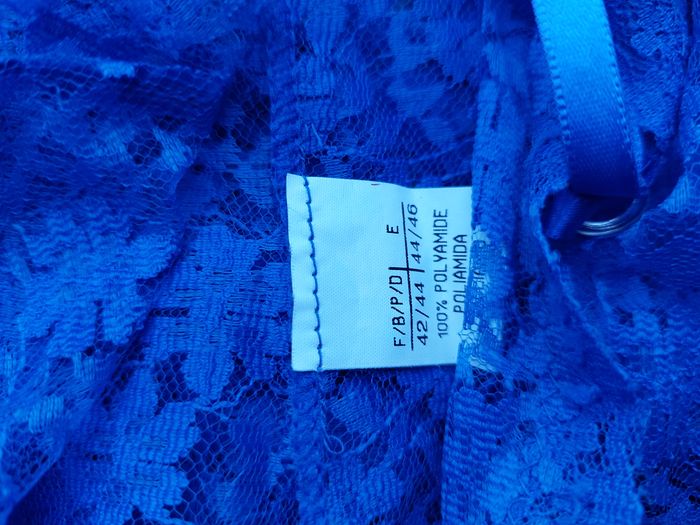 F/B/P/D E
42/44 44/46
100% POLYAMIDE
POLIAMIDA